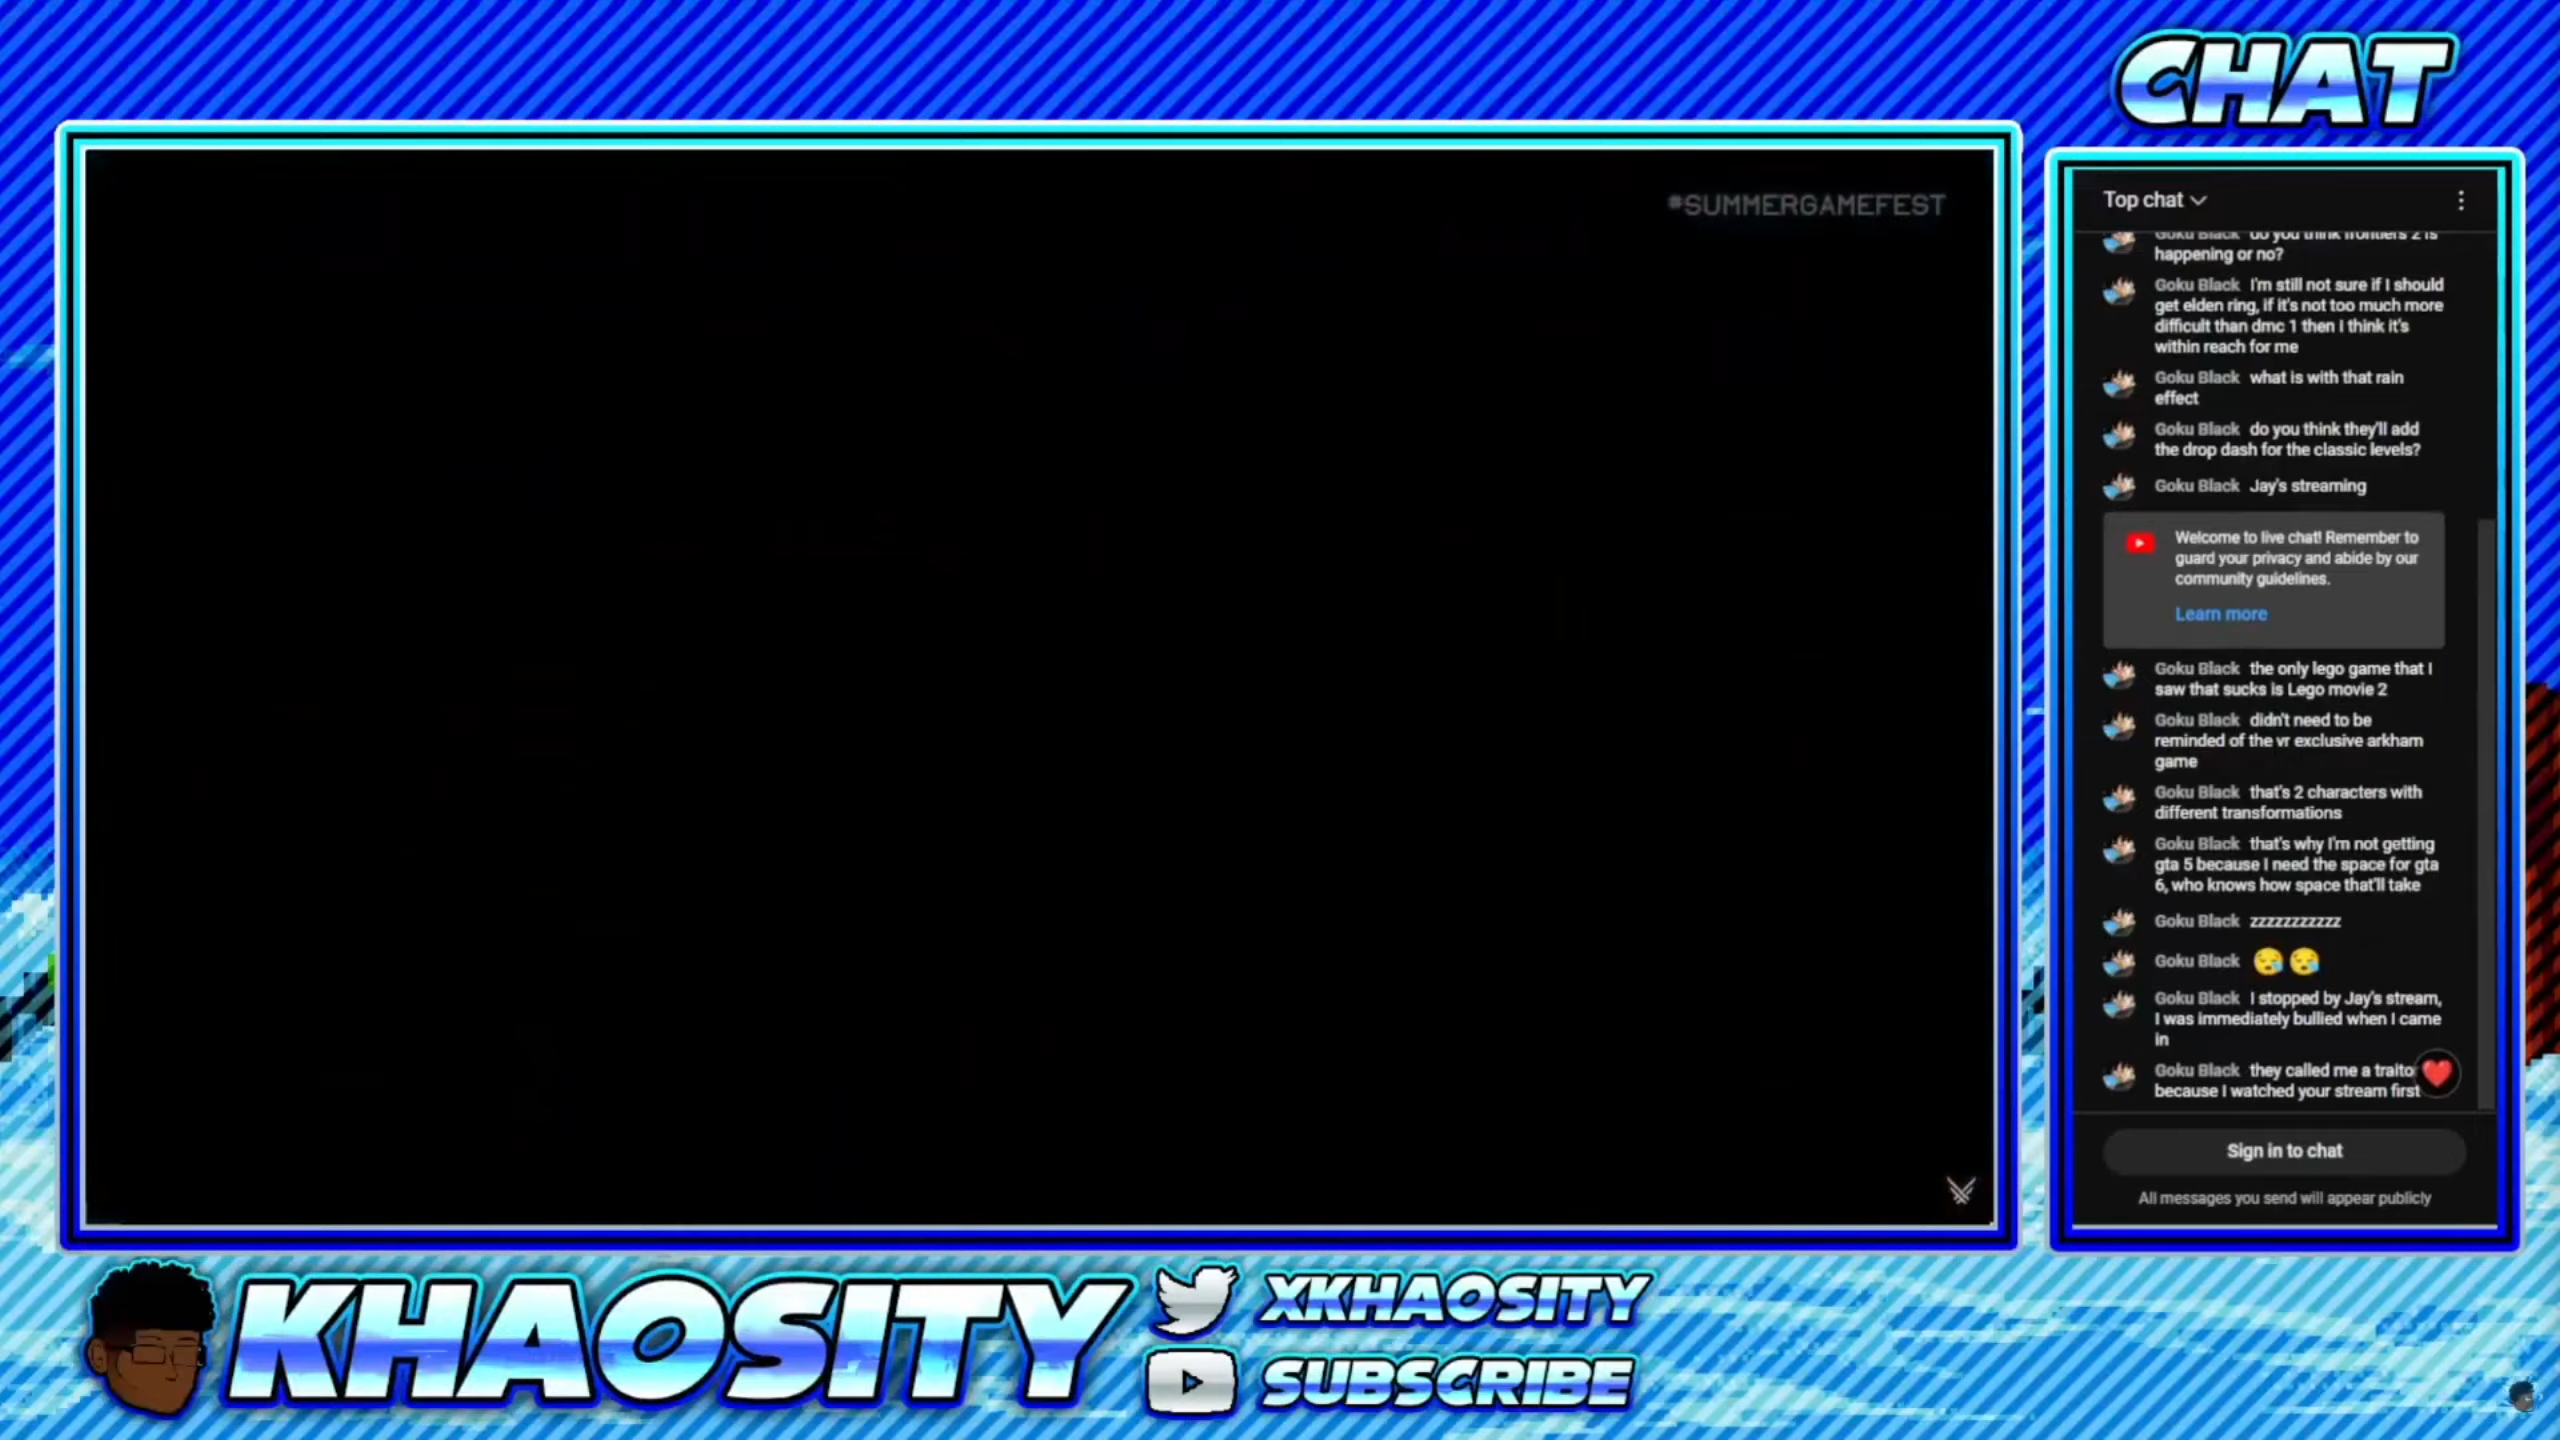 CHAT
#SUMMERGAMEFEST
Top chat
Goku Black do you think frontiers 2 is
happening or no?
Goku Black I'm still not sure if I should
get elden ring, if it's not too much more
difficult than dmc 1 then I think it's
within reach for me
Goku Black what is with that rain
effect
Goku Black do you think they'll add
the drop dash for the classic levels?
Goku Black Jay's streaming
Welcome to live chat! Remember to
guard your privacy and abide by our
community guidelines.
Learn more
Goku Black the only lego game that I
saw that sucks is Lego movie 2
Goku Black didn't need to be
reminded of the vr exclusive arkham
game
Goku Black that's 2 characters with
different transformations
Goku Black that's why I'm not getting
gta 5 because I need the space for gta
6, who knows how space that'll take
Goku Black zzzzzzzzzzz
Goku Black 😪😪
Goku Black I stopped by Jay's stream,
I was immediately bullied when I came
in
Goku Black they called me a traito
because I watched your stream first
Sign in to chat
All messages you send will appear publicly
KHAOSITY
XKHAOSITY
SUBSCRIBE